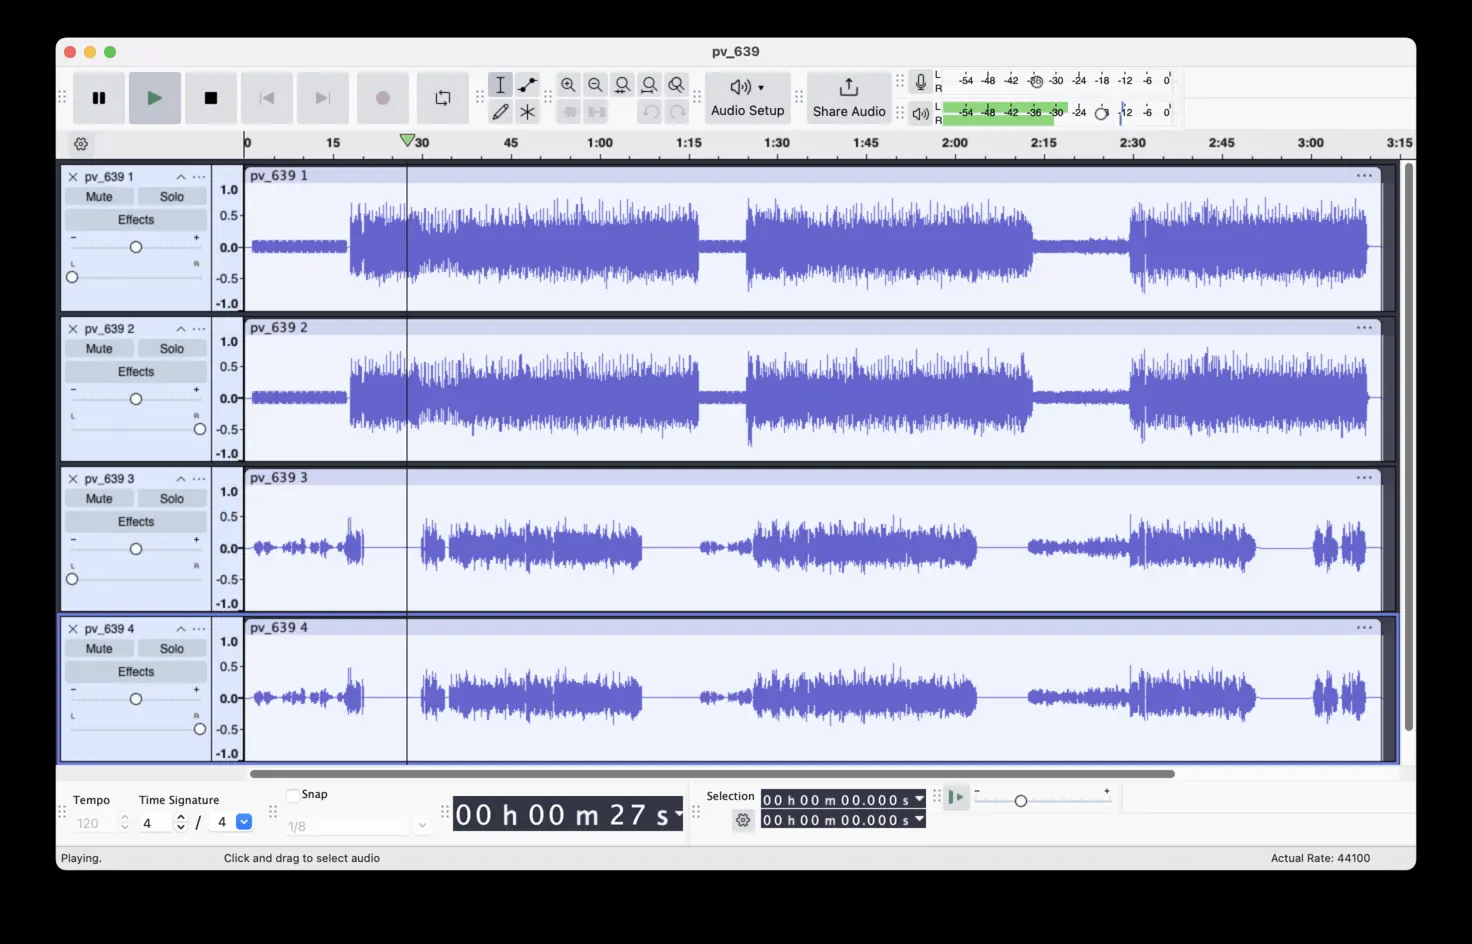 pv_639
Audio Setup
Share Audio
L -54 -48 -42 -36 -30 -24 -18 -12 -6 0
R
L -54 -48 -42 -36 -30 -24 -12 -6 0
R
0 15 30 45 1:00 1:15 1:30 1:45 2:00 2:15 2:30 2:45 3:00 3:15
pv_639 1
Mute Solo
Effects
- +
L R
1.0
0.5
0.0
-0.5
-1.0
pv_639 1
pv_639 2
Mute Solo
Effects
- +
L R
1.0
0.5
0.0
-0.5
-1.0
pv_639 2
pv_639 3
Mute Solo
Effects
- +
L R
1.0
0.5
0.0
-0.5
-1.0
pv_639 3
pv_639 4
Mute Solo
Effects
- +
L R
1.0
0.5
0.0
-0.5
-1.0
pv_639 4
Tempo
120
Time Signature
4 / 4
Snap
1/8
00 h 00 m 27 s
Selection
00 h 00 m 00.000 s
00 h 00 m 00.000 s
- +
Playing.
Click and drag to select audio
Actual Rate: 44100